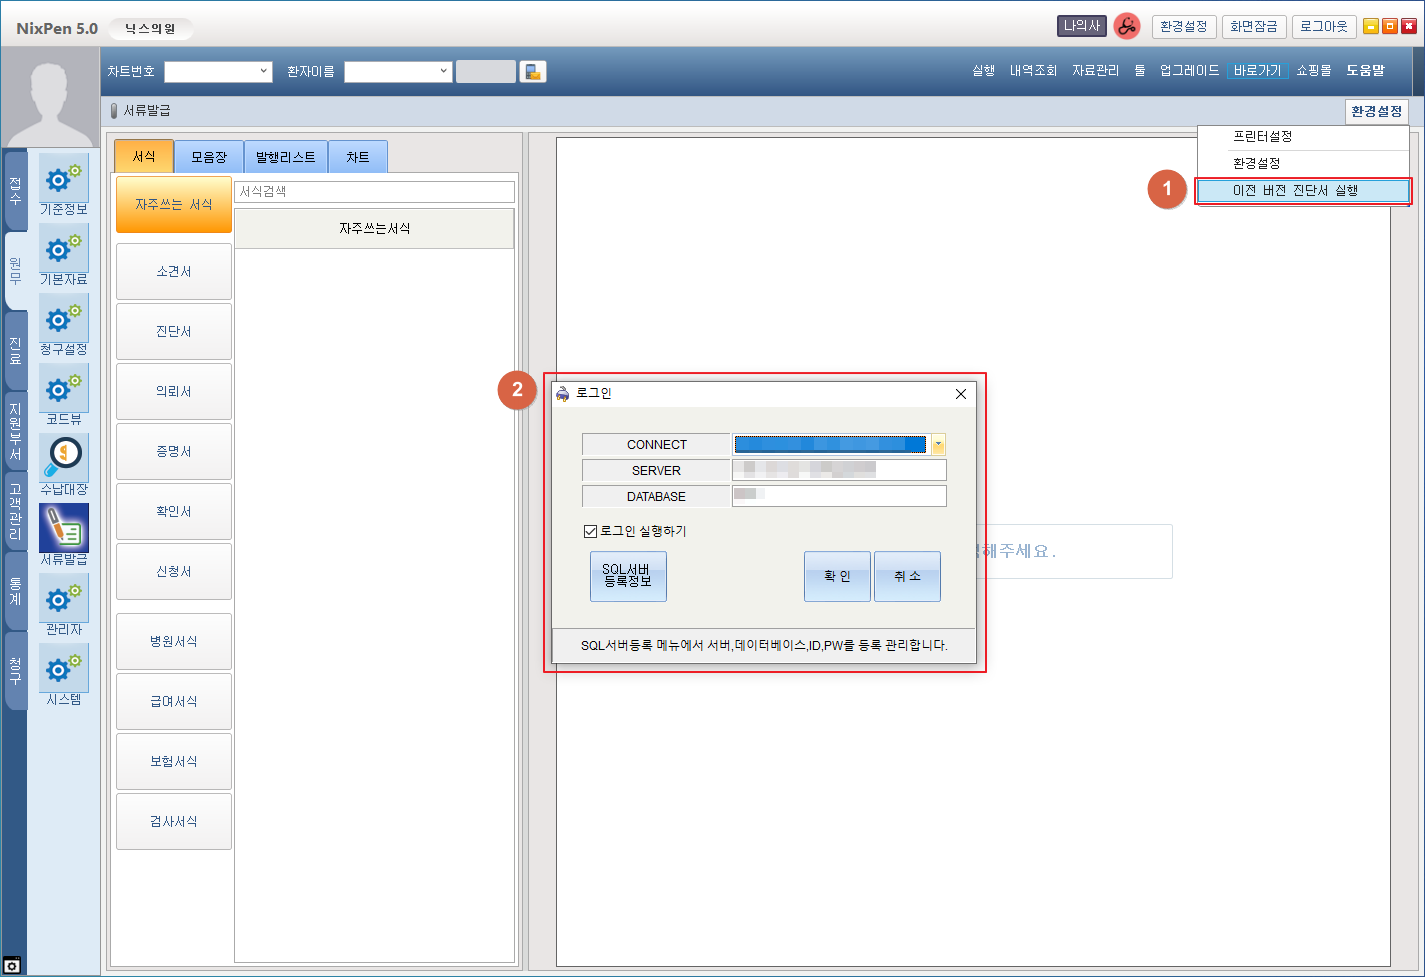 NixPen 5.0 닉스의원 나의사 환경설정 화면잠금 로그아웃
차트번호 환자이름 실행 내역조회 자료관리 툴 업그레이드 바로가기 쇼핑몰 도움말
서류발급 환경설정
프린터설정
환경설정
1 이전 버전 진단서 실행
접수
원무
진료
지원부서
고객관리
통계
청구
기준정보
기본자료
청구설정
코드뷰
수납대장
서류발급
관리자
시스템
서식 모음장 발행리스트 차트
자주쓰는 서식
소견서
진단서
의뢰서
증명서
확인서
신청서
병원서식
급여서식
보험서식
검사서식
서식검색
자주쓰는서식
2 로그인
CONNECT
SERVER
DATABASE
로그인 실행하기
SQL서버
등록정보
확 인 취 소
SQL서버등록 메뉴에서 서버,데이터베이스,ID,PW를 등록 관리합니다.
해주세요.